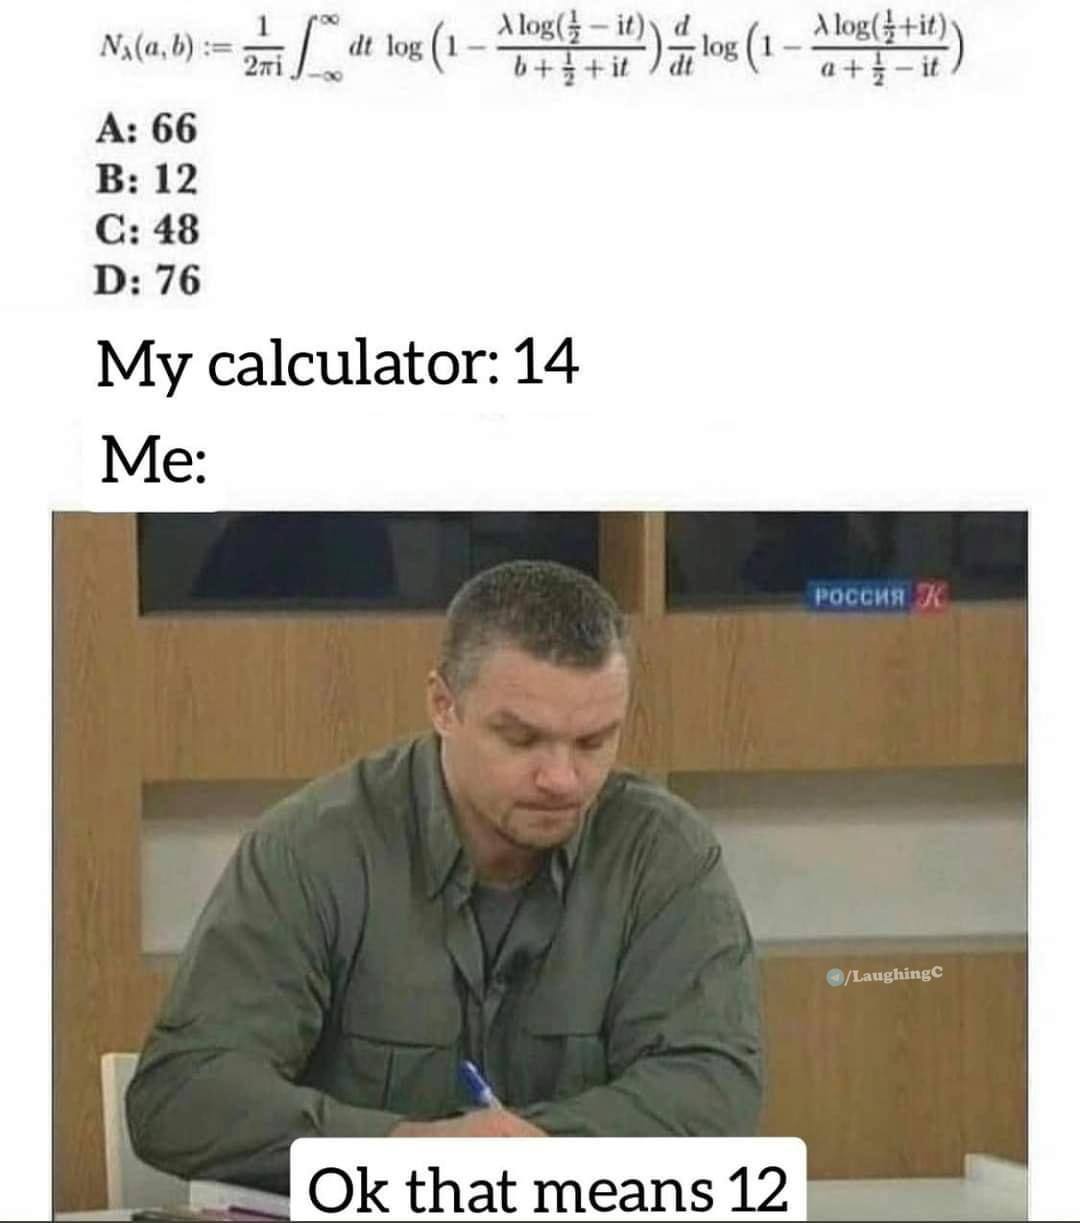 N_λ(a, b) := 1/2πi ∫_{-∞}^{∞} dt log (1 − λ log(1/2 − it)/b + 1/2 + it) d/dt log (1 − λ log(1/2+it)/a + 1/2 − it)
A: 66
B: 12
C: 48
D: 76
My calculator: 14
Me:
РОССИЯ К
/LaughingC
Ok that means 12